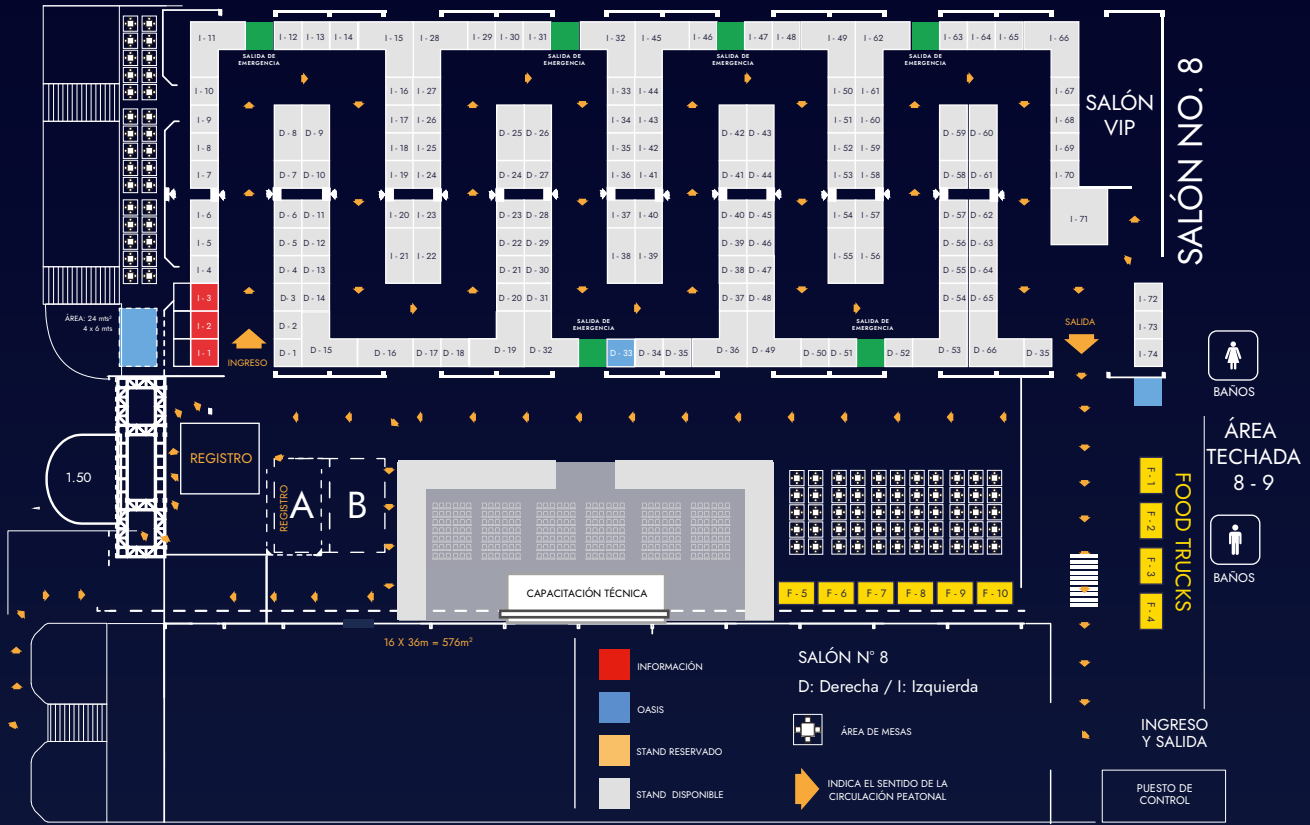 I - 11
I - 12
I - 13
I - 14
I - 15
I - 28
I - 29
I - 30
I - 31
I - 32
I - 45
I - 46
I - 47
I - 48
I - 49
I - 62
I - 63
I - 64
I - 65
I - 66
SALIDA DE
EMERGENCIA
SALIDA DE
EMERGENCIA
SALIDA DE
EMERGENCIA
SALIDA DE
EMERGENCIA
I - 10
I - 16
I - 27
I - 33
I - 44
I - 50
I - 61
I - 67
I - 9
I - 17
I - 26
I - 34
I - 43
I - 51
I - 60
I - 68
D - 8
D - 9
D - 25
D - 26
D - 42
D - 43
D - 59
D - 60
I - 8
I - 18
I - 25
I - 35
I - 42
I - 52
I - 59
I - 69
I - 7
D - 7
D - 10
I - 19
I - 24
D - 24
D - 27
I - 36
I - 41
D - 41
D - 44
I - 53
I - 58
D - 58
D - 61
I - 70
SALÓN
VIP
SALÓN NO. 8
I - 6
D - 6
D - 11
I - 20
I - 23
D - 23
D - 28
I - 37
I - 40
D - 40
D - 45
I - 54
I - 57
D - 57
D - 62
I - 71
I - 5
D - 5
D - 12
D - 22
D - 29
D - 39
D - 46
D - 56
D - 63
I - 21
I - 22
I - 38
I - 39
I - 55
I - 56
I - 4
D - 4
D - 13
D - 21
D - 30
D - 38
D - 47
D - 55
D - 64
I - 3
D - 3
D - 14
D - 20
D - 31
D - 37
D - 48
D - 54
D - 65
I - 72
ÁREA: 24 mts²
4 x 6 mts
I - 2
D - 2
SALIDA DE
EMERGENCIA
SALIDA DE
EMERGENCIA
SALIDA
I - 73
INGRESO
I - 1
D - 1
D - 15
D - 16
D - 17
D - 18
D - 19
D - 32
D - 33
D - 34
D - 35
D - 36
D - 49
D - 50
D - 51
D - 52
D - 53
D - 66
D - 35
I - 74
BAÑOS
ÁREA
TECHADA
8 - 9
REGISTRO
1.50
REGISTRO
A
B
F - 1
F - 2
F - 3
F - 4
FOOD TRUCKS
BAÑOS
CAPACITACIÓN TÉCNICA
F - 5
F - 6
F - 7
F - 8
F - 9
F - 10
16 X 36m = 576m²
INFORMACIÓN
OASIS
STAND RESERVADO
STAND DISPONIBLE
SALÓN N° 8
D: Derecha / I: Izquierda
ÁREA DE MESAS
INDICA EL SENTIDO DE LA
CIRCULACIÓN PEATONAL
INGRESO
Y SALIDA
PUESTO DE
CONTROL